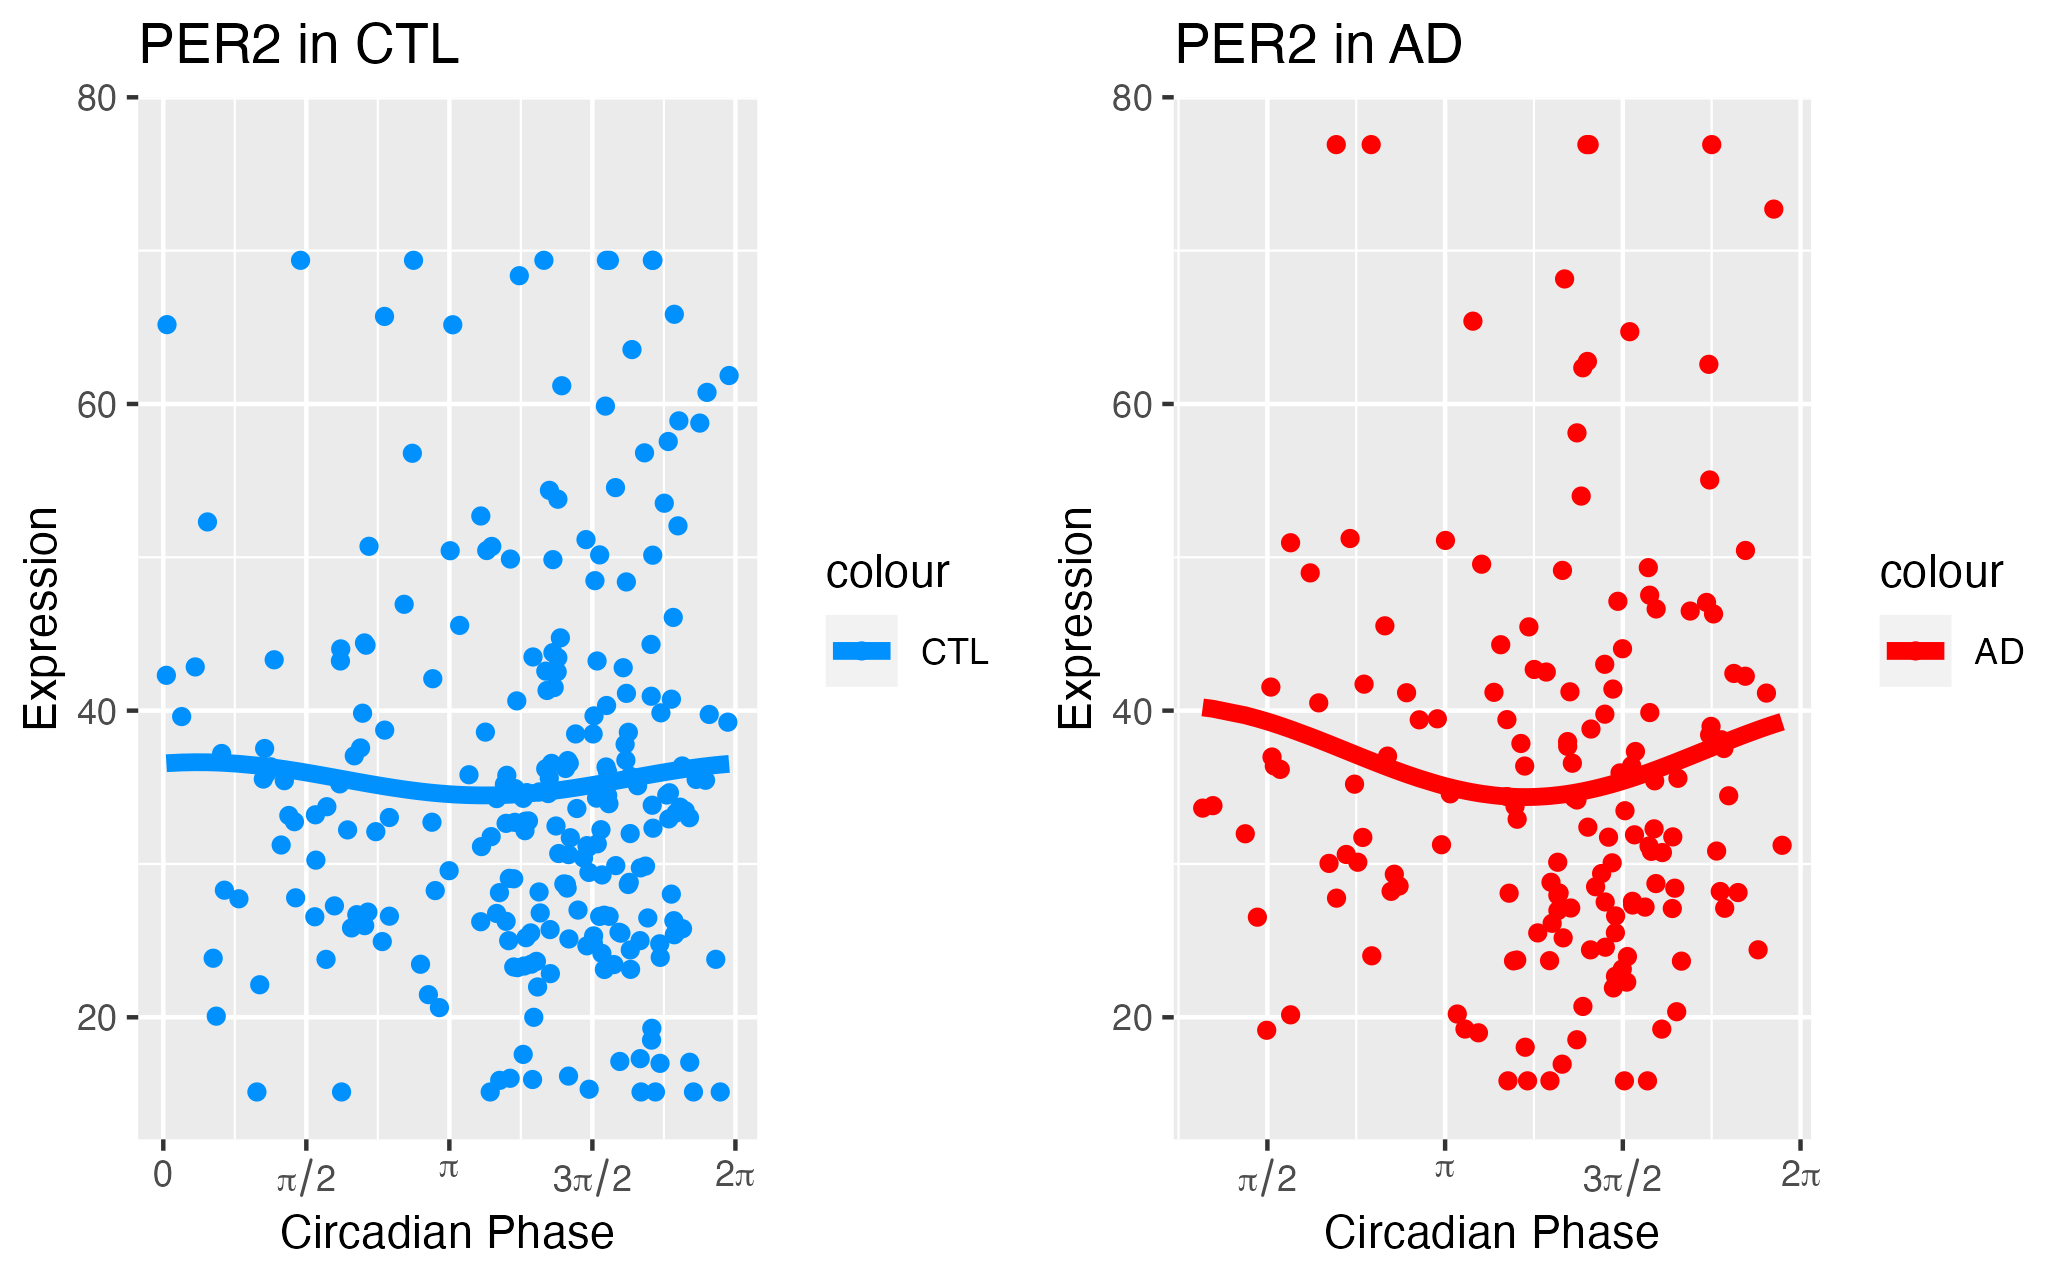 PER2 in CTL
80
60
40
20
Expression
0
π/2
π
3π/2
2π
Circadian Phase
colour
CTL
PER2 in AD
80
60
40
20
Expression
π/2
π
3π/2
2π
Circadian Phase
colour
AD